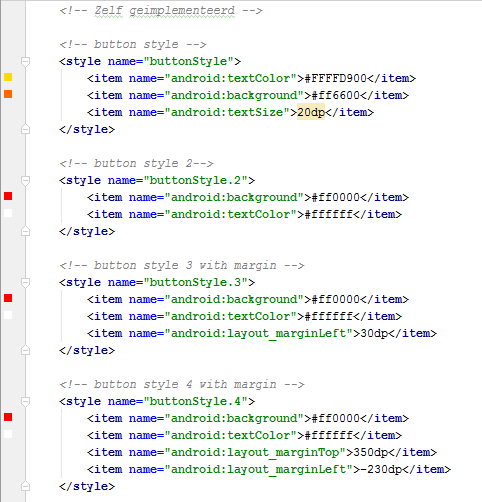 <!-- Zelf geimplementeerd -->
<!-- button style -->
<style name="buttonStyle">
<item name="android:textColor">#FFFFD900</item>
<item name="android:background">#ff6600</item>
<item name="android:textSize">20dp</item>
</style>
<!-- button style 2-->
<style name="buttonStyle.2">
<item name="android:background">#ff0000</item>
<item name="android:textColor">#ffffff</item>
</style>
<!-- button style 3 with margin -->
<style name="buttonStyle.3">
<item name="android:background">#ff0000</item>
<item name="android:textColor">#ffffff</item>
<item name="android:layout_marginLeft">30dp</item>
</style>
<!-- button style 4 with margin -->
<style name="buttonStyle.4">
<item name="android:background">#ff0000</item>
<item name="android:textColor">#ffffff</item>
<item name="android:layout_marginTop">350dp</item>
<item name="android:layout_marginLeft">-230dp</item>
</style>